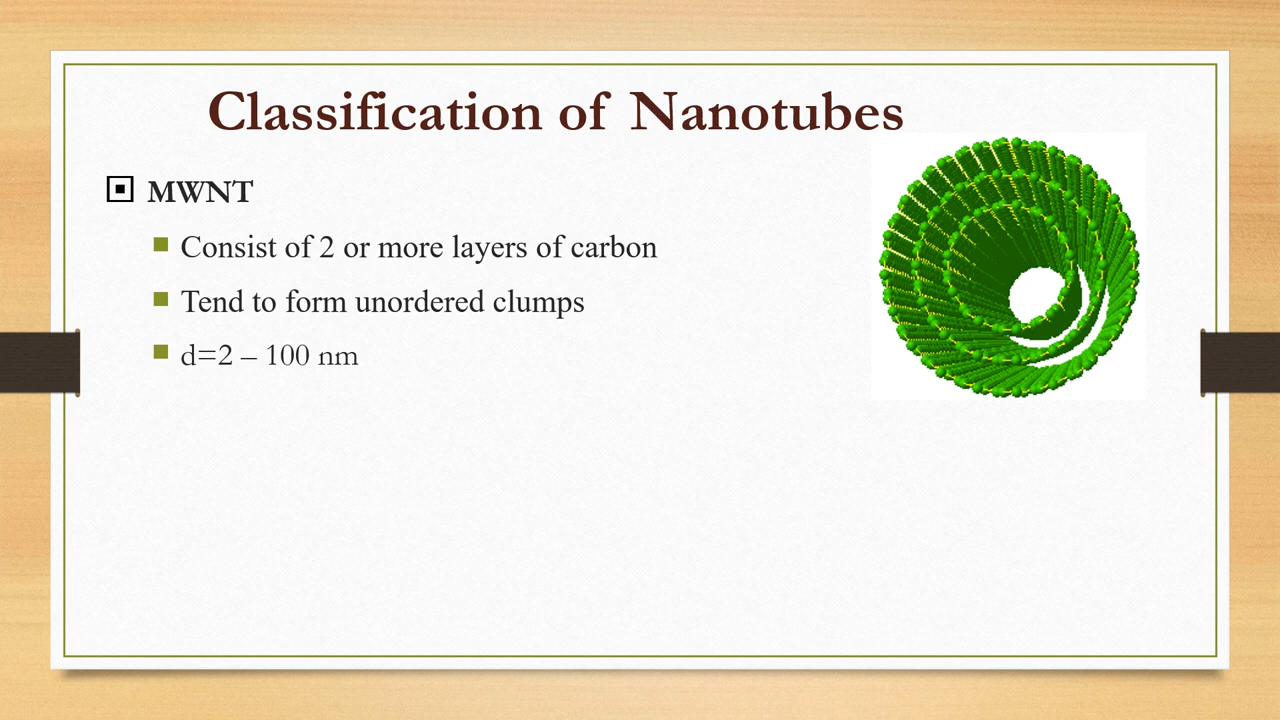 Classification of Nanotubes
MWNT
Consist of 2 or more layers of carbon
Tend to form unordered clumps
d=2 – 100 nm